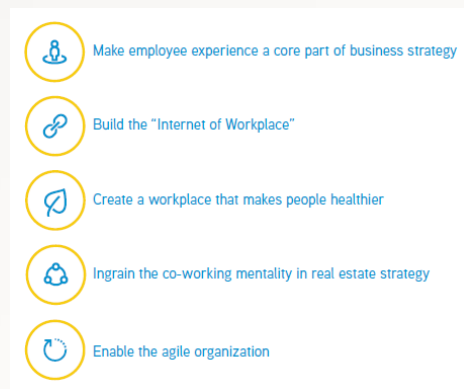 Make employee experience a core part of business strategy
Build the “Internet of Workplace”
Create a workplace that makes people healthier
Ingrain the co-working mentality in real estate strategy
Enable the agile organization